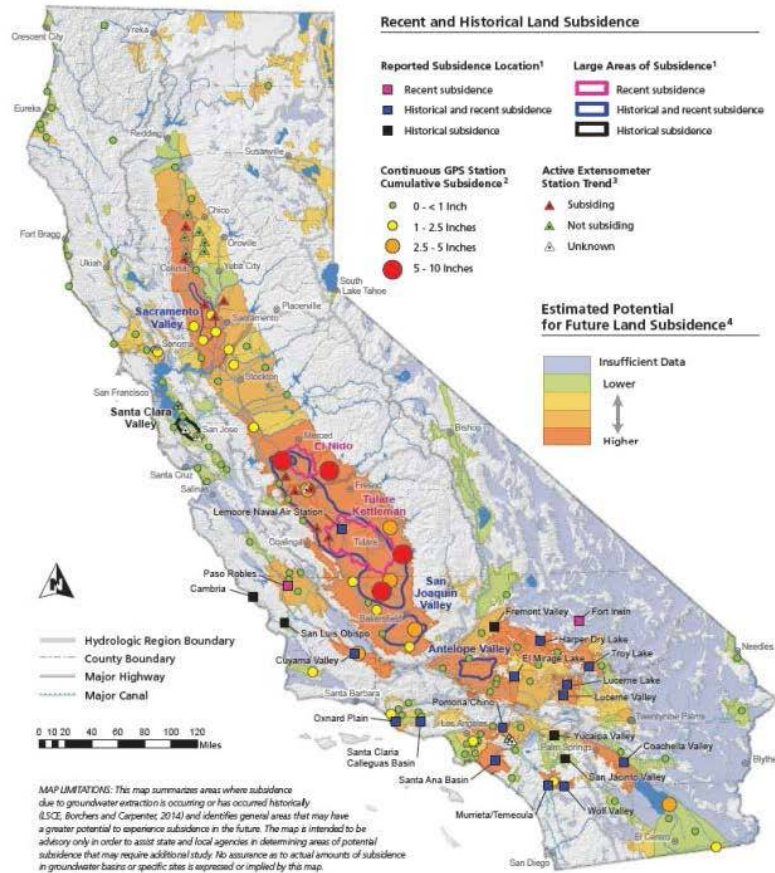 Recent and Historical Land Subsidence
Reported Subsidence Location¹
Recent subsidence
Historical and recent subsidence
Historical subsidence
Large Areas of Subsidence¹
Recent subsidence
Historical and recent subsidence
Historical subsidence
Continuous GPS Station
Cumulative Subsidence²
0 - < 1 Inch
1 - 2.5 Inches
2.5 - 5 Inches
5 - 10 Inches
Active Extensometer
Station Trend³
Subsiding
Not subsiding
Unknown
Estimated Potential
for Future Land Subsidence⁴
Insufficient Data
Lower
Higher
Crescent City
Yreka
Eureka
Redding
Susanville
Chico
Fort Bragg
Oroville
Ukiah
Colusa
Yuba City
South
Lake Tahoe
Placerville
Sacramento
Valley
Sacramento
Sonoma
Stockton
San Francisco
Santa Clara
Valley
San Jose
Merced
El Nido
Bishop
Santa Cruz
Salinas
Fresno
Lemoore Naval Air Station
Tulare
Kettleman
Coalinga
Tulare
Paso Robles
Cambria
San
Joaquin
Valley
Bakersfield
San Luis Obispo
Fremont Valley
Fort Irwin
Antelope Valley
Harper Dry Lake
Needles
Cuyama Valley
El Mirage Lake
Troy Lake
Lucerne Lake
Santa Barbara
Lucerne Valley
Pomona/Chino
Oxnard Plain
Los Angeles
Twentynine Palms
Yucaipa Valley
Santa Claria
Calleguas Basin
Palm Springs
Coachella Valley
Blythe
Santa Ana Basin
San Jacinto Valley
Murrieta/Temecula
Wolf Valley
El Centro
San Diego
N
Hydrologic Region Boundary
County Boundary
Major Highway
Major Canal
0 10 20 40 60 80 100 120
Miles
MAP LIMITATIONS: This map summarizes areas where subsidence
due to groundwater extraction is occurring or has occurred historically
(LSCE, Borchers and Carpenter, 2014) and identifies general areas that may have
a greater potential to experience subsidence in the future. The map is intended to be
advisory only in order to assist state and local agencies in determining areas of potential
subsidence that may require additional study. No assurance as to actual amounts of subsidence
in groundwater basins or specific sites is expressed or implied by this map.